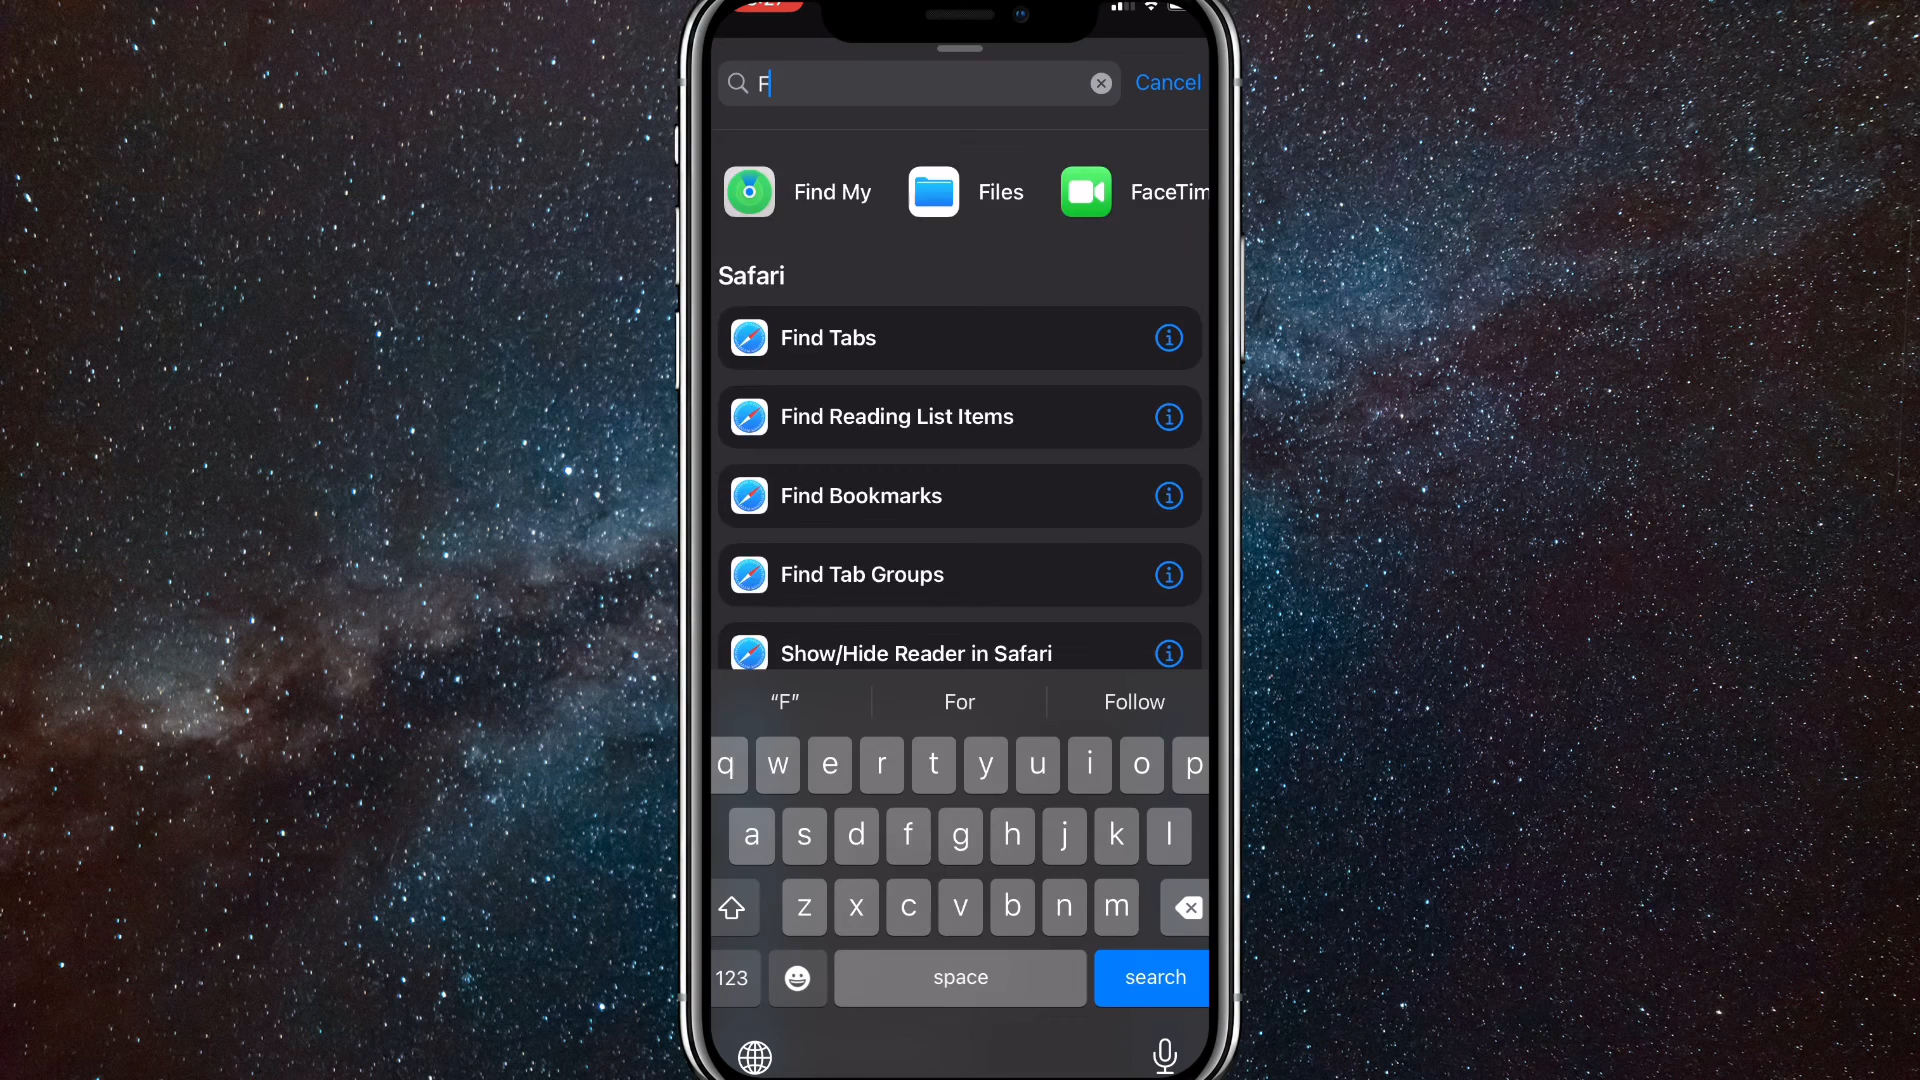 F
Cancel
Find My
Files
FaceTim
Safari
Find Tabs
Find Reading List Items
Find Bookmarks
Find Tab Groups
Show/Hide Reader in Safari
“F”
For
Follow
q w e r t y u i o p
a s d f g h j k l
z x c v b n m
123
space
search